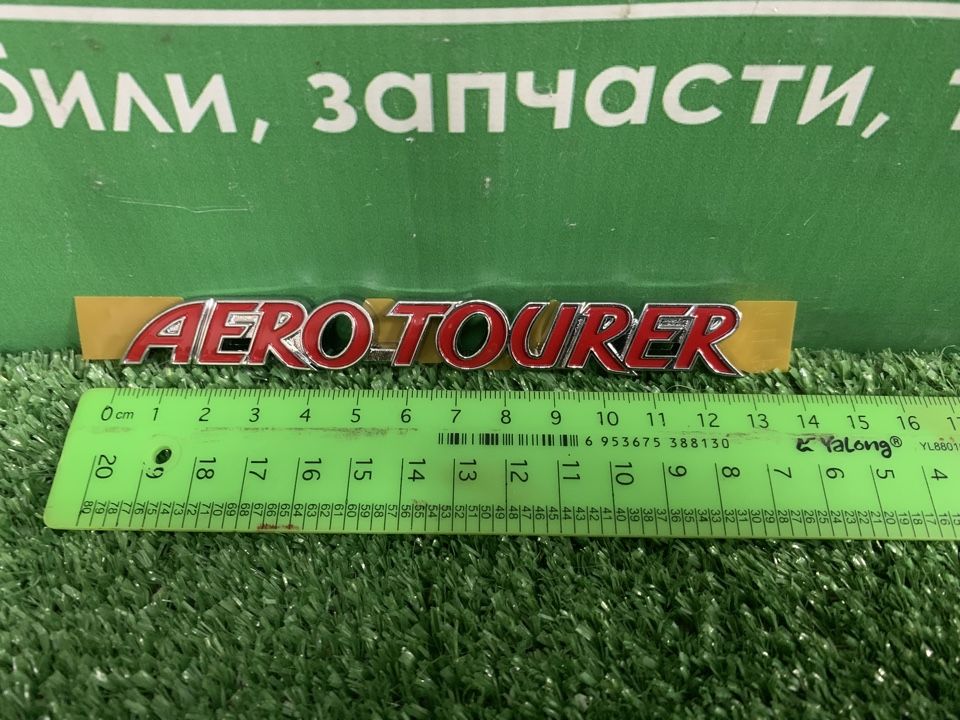 били, запчасти,
AERO-TOURER
0 cm 1 2 3 4 5 6 7 8 9 10 11 12 13 14 15 16
6 953675 388130 YaLong®
20 19 18 17 16 15 14 13 12 11 10 9 8 7 6 5 4